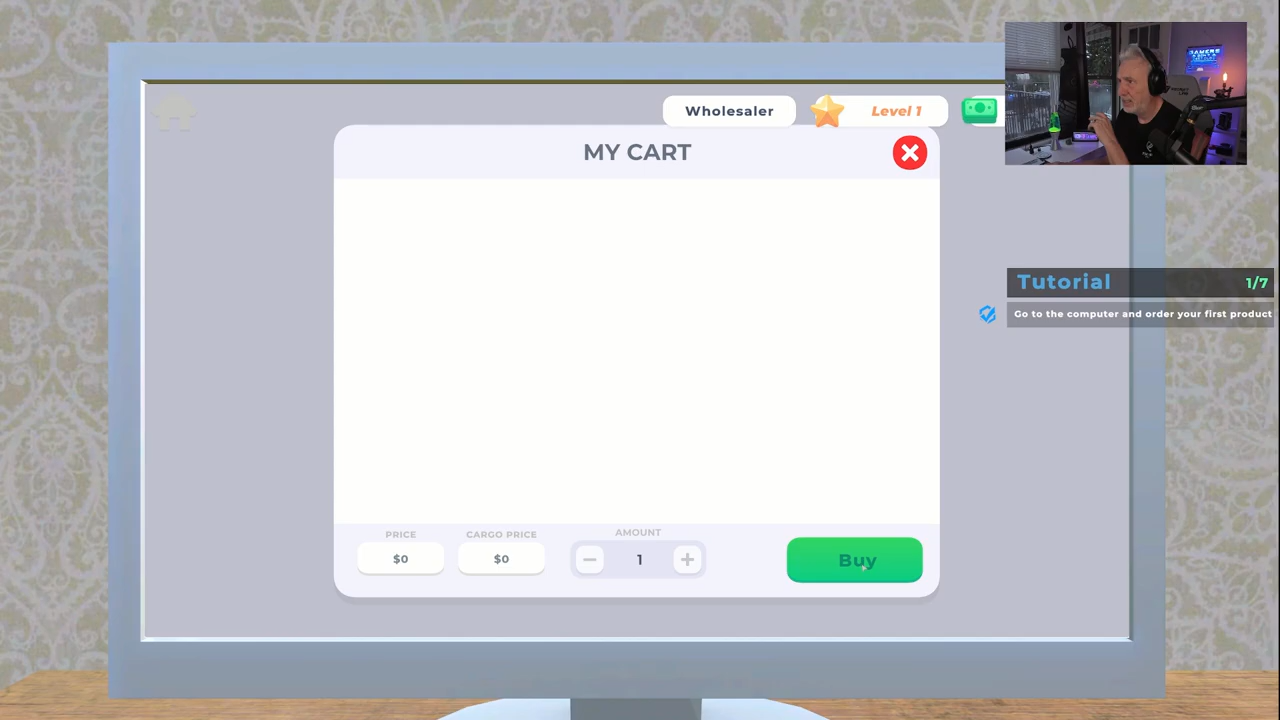 Wholesaler
Level 1
MY CART
Tutorial
1/7
Go to the computer and order your first product
PRICE
CARGO PRICE
AMOUNT
$0
$0
1
Buy